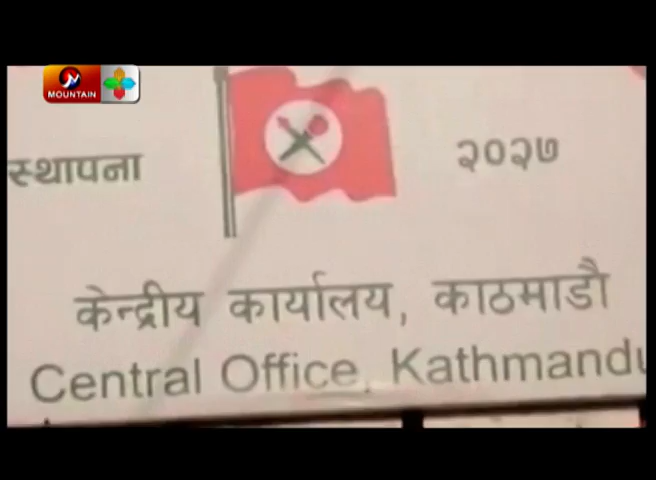 MOUNTAIN
स्थापना २०२७
केन्द्रीय कार्यालय, काठमाडौ
Central Office, Kathmandu